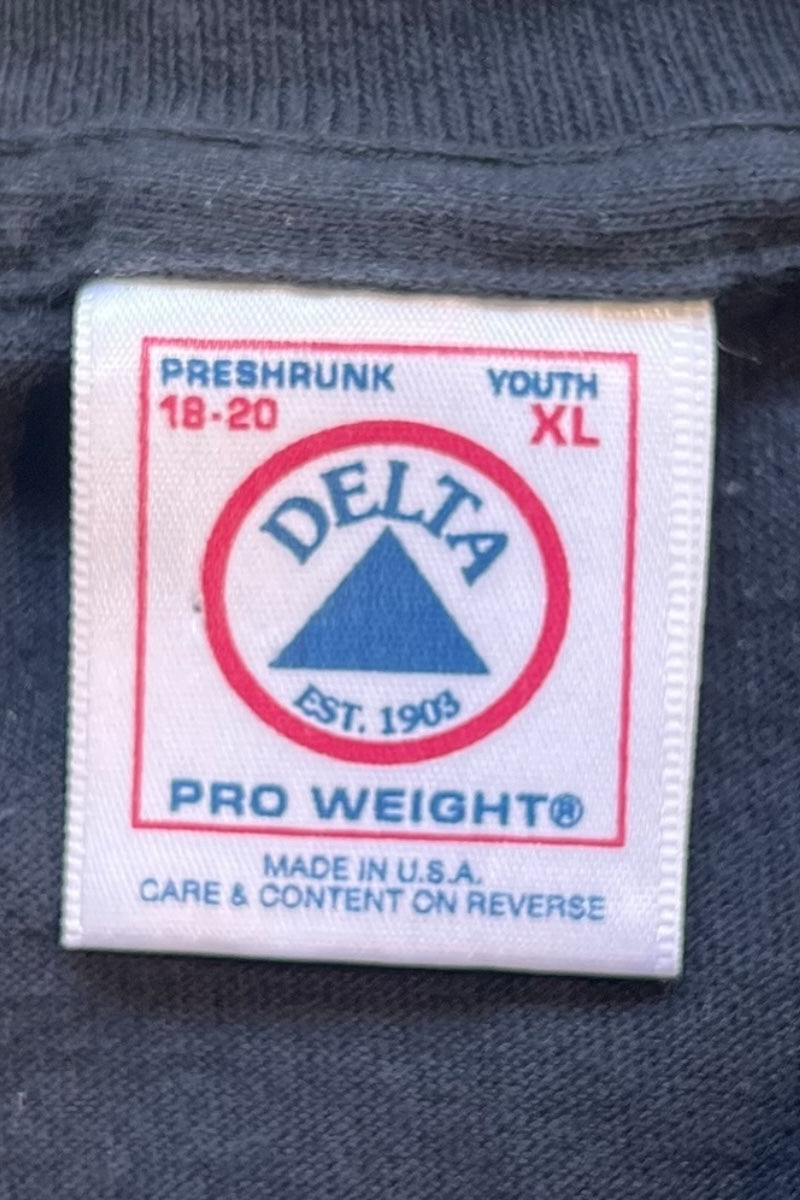 PRESHRUNK YOUTH
18-20 XL
DELTA
EST. 1903
PRO WEIGHT®
MADE IN U.S.A.
CARE & CONTENT ON REVERSE